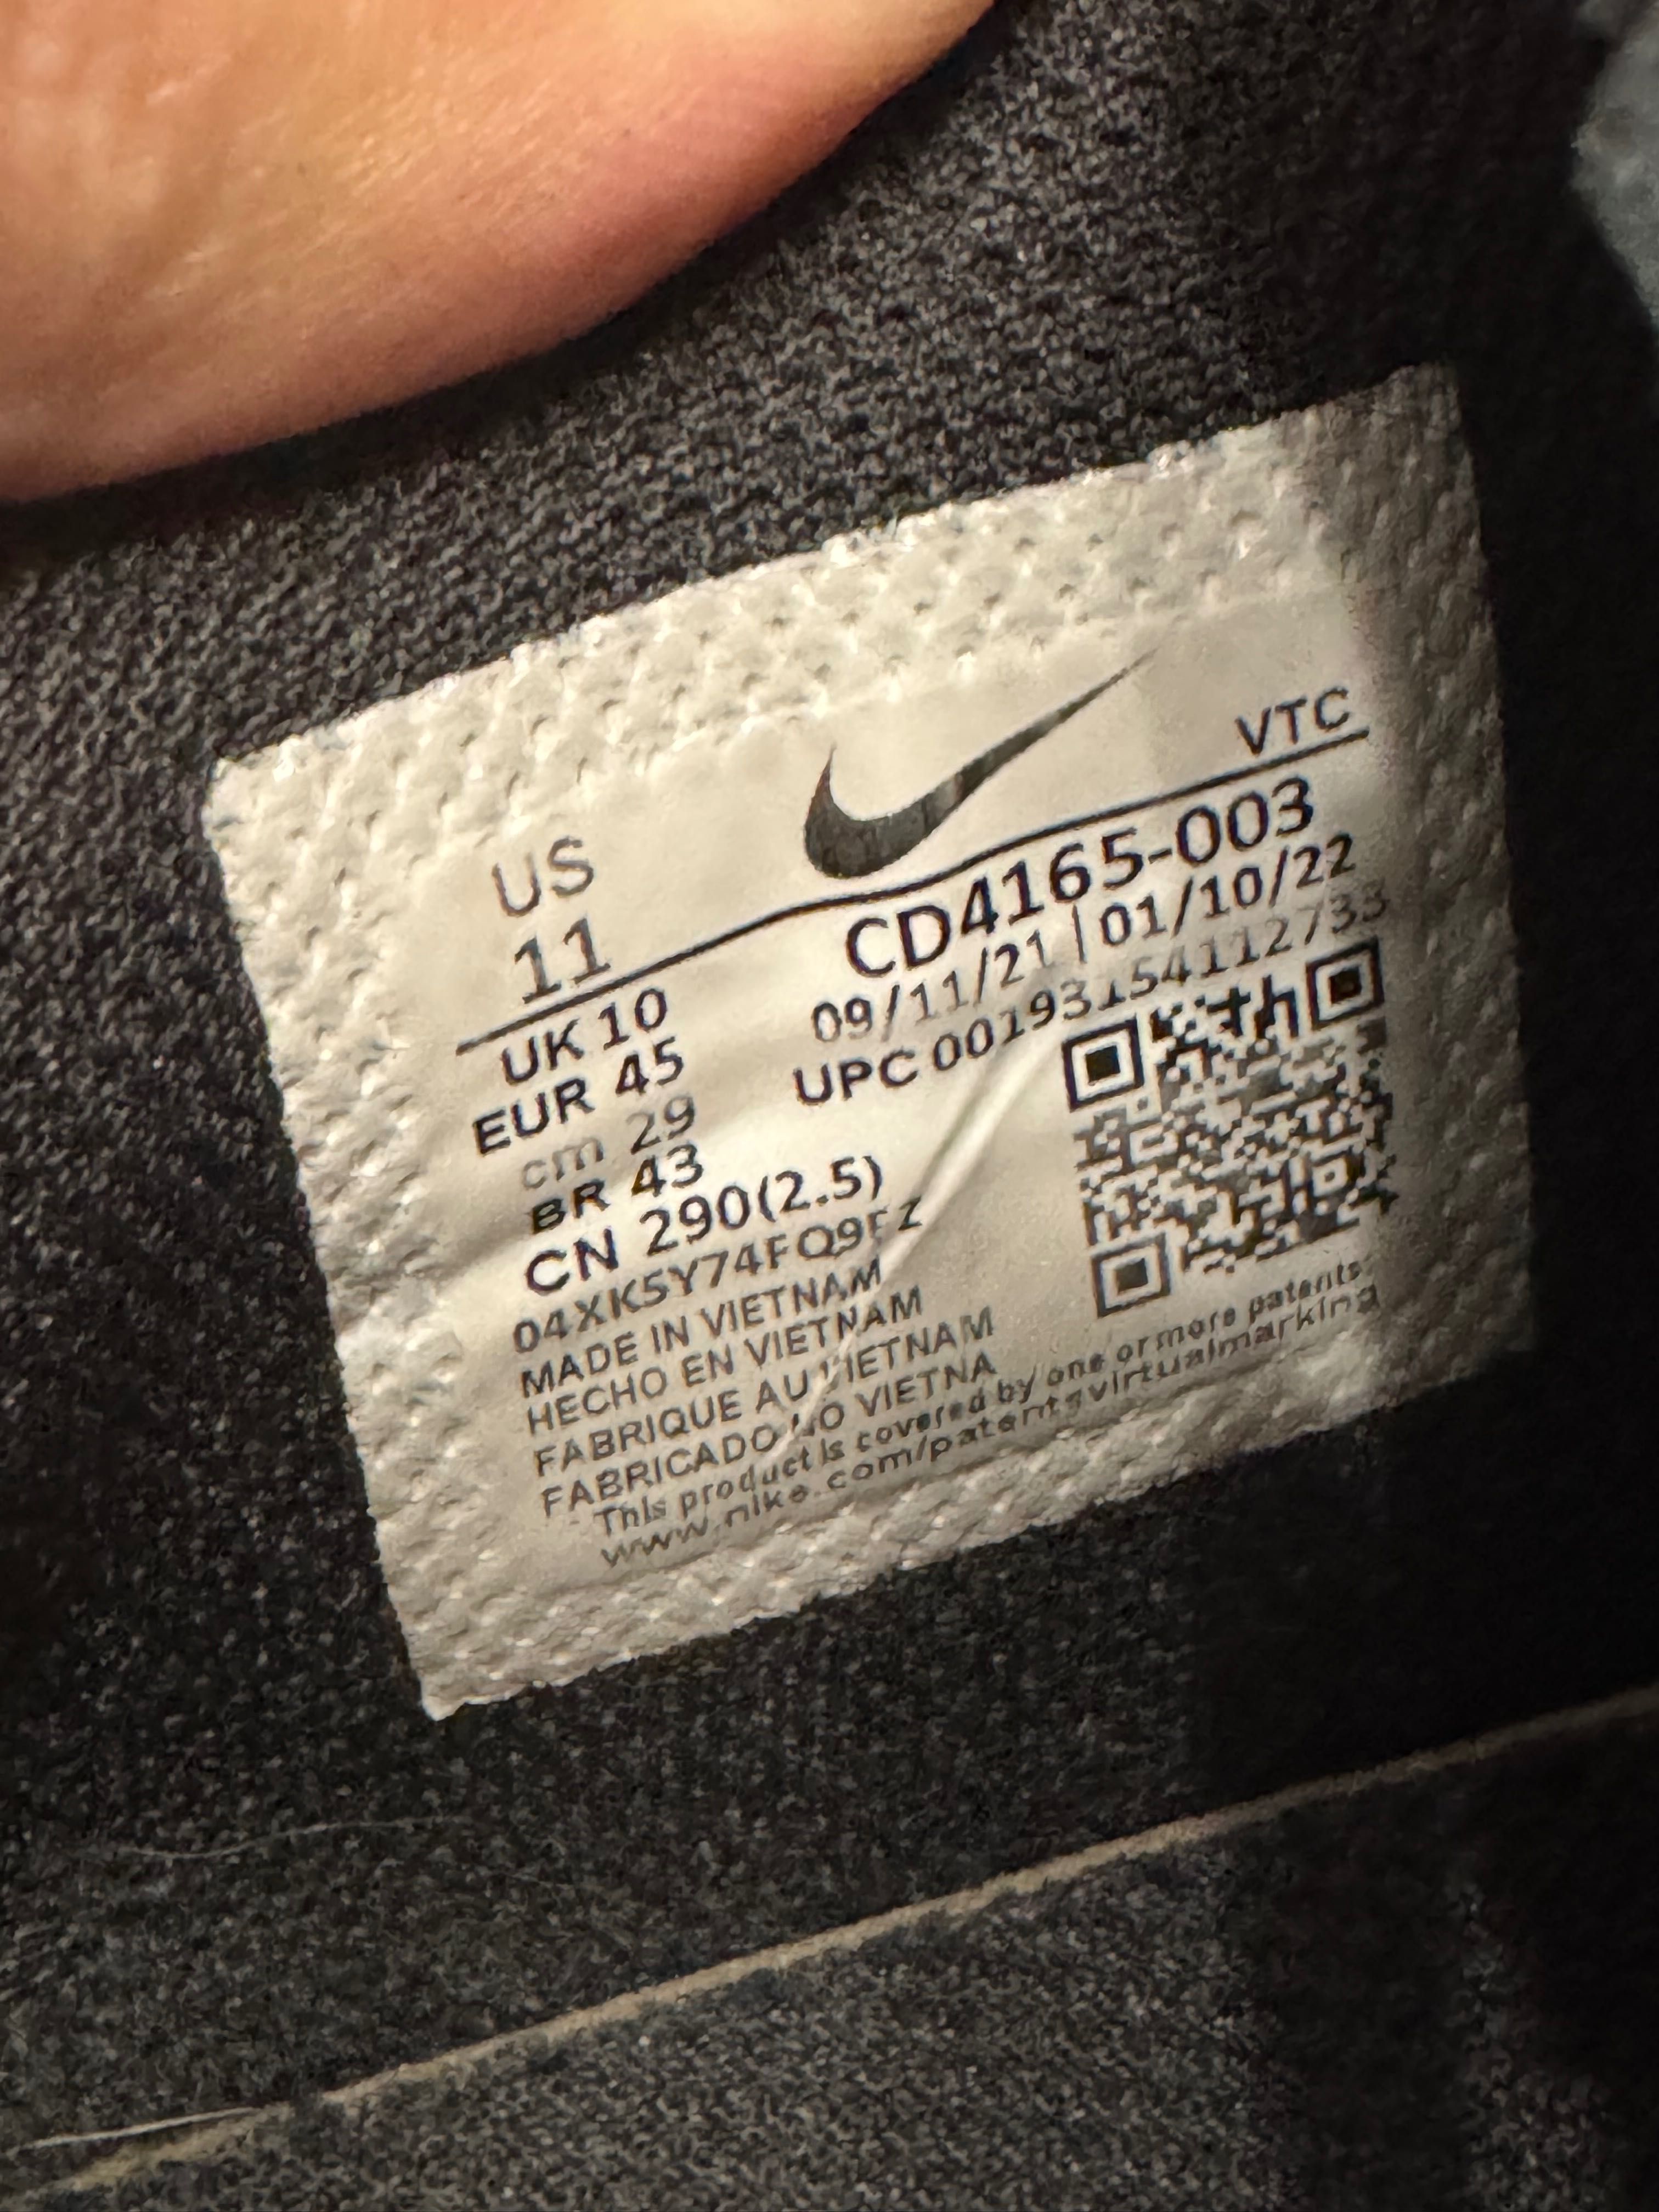 US
11
VTC
UK 10
EUR 45
cm 29
BR 43
CN 290(2.5)
CD4165-003
09/11/21 | 01/10/22
UPC 00193154112733
04XK5Y74FQ9FZ
MADE IN VIETNAM
HECHO EN VIETNAM
FABRIQUE AU VIETNAM
FABRICADO NO VIETNA
This product is covered by one or more patents.
www.nike.com/patentsvirtualmarking